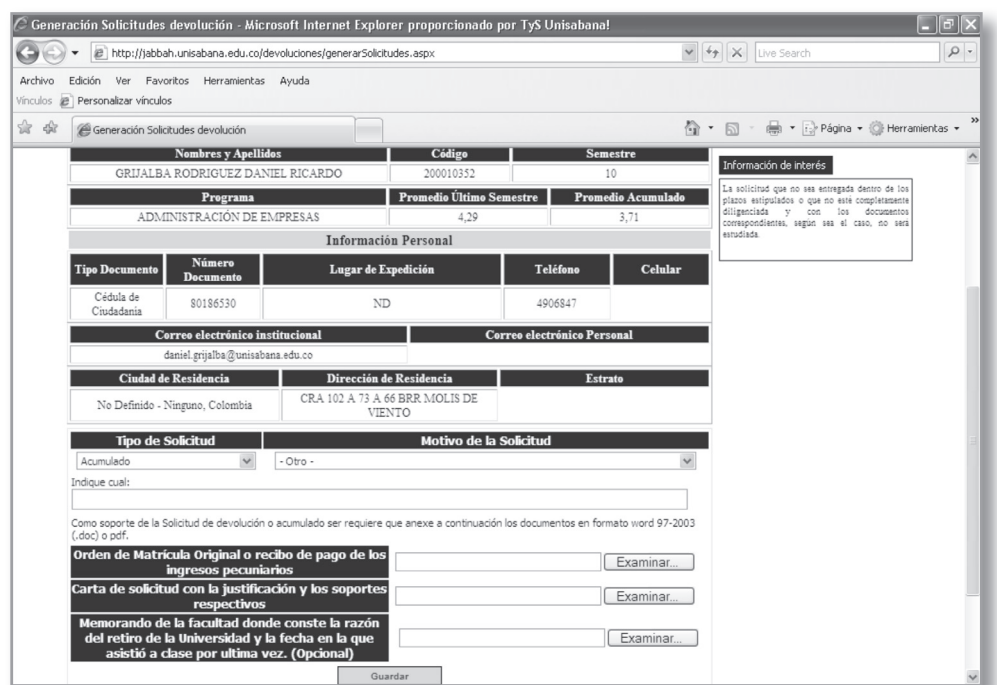 Generación Solicitudes devolución - Microsoft Internet Explorer proporcionado por TyS Unisabana!
http://jabbah.unisabana.edu.co/devoluciones/generarSolicitudes.aspx
Live Search
Archivo Edición Ver Favoritos Herramientas Ayuda
Vínculos Personalizar vínculos
Generación Solicitudes devolución
Página Herramientas
Nombres y Apellidos Código Semestre
GRIJALBA RODRIGUEZ DANIEL RICARDO 200010352 10
Programa Promedio Último Semestre Promedio Acumulado
ADMINISTRACIÓN DE EMPRESAS 4,29 3,71
Información Personal
Tipo Documento Número Documento Lugar de Expedición Teléfono Celular
Cédula de Ciudadania 80186530 ND 4906847
Correo electrónico institucional Correo electrónico Personal
daniel.grijalba@unisabana.edu.co
Ciudad de Residencia Dirección de Residencia Estrato
No Definido - Ninguno, Colombia CRA 102 A 73 A 66 BRR MOLIS DE VIENTO
Tipo de Solicitud Motivo de la Solicitud
Acumulado - Otro -
Indique cual:
Como soporte de la Solicitud de devolución o acumulado ser requiere que anexe a continuación los documentos en formato word 97-2003
(.doc) o pdf.
Orden de Matrícula Original o recibo de pago de los
ingresos pecuniarios
Examinar...
Carta de solicitud con la justificación y los soportes
respectivos
Examinar...
Memorando de la facultad donde conste la razón
del retiro de la Universidad y la fecha en la que
asistió a clase por ultima vez. (Opcional)
Examinar...
Guardar
Información de interés
La solicitud que no sea entregada dentro de los
plazos estipulados o que no esté completamente
diligenciada y con los documentos
correspondientes, según sea el caso, no será
estudiada.